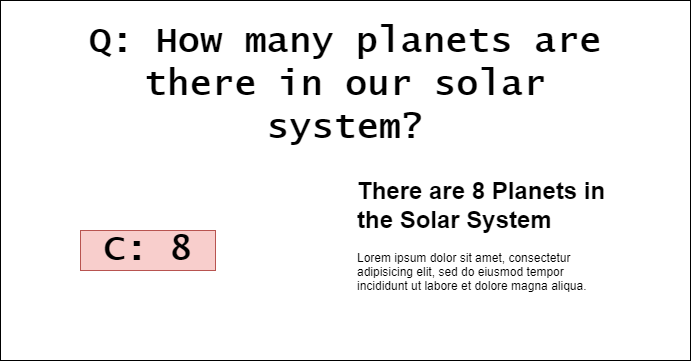 Q: How many planets are
there in our solar
system?
There are 8 Planets in
the Solar System
C: 8
Lorem ipsum dolor sit amet, consectetur
adipisicing elit, sed do eiusmod tempor
incididunt ut labore et dolore magna aliqua.